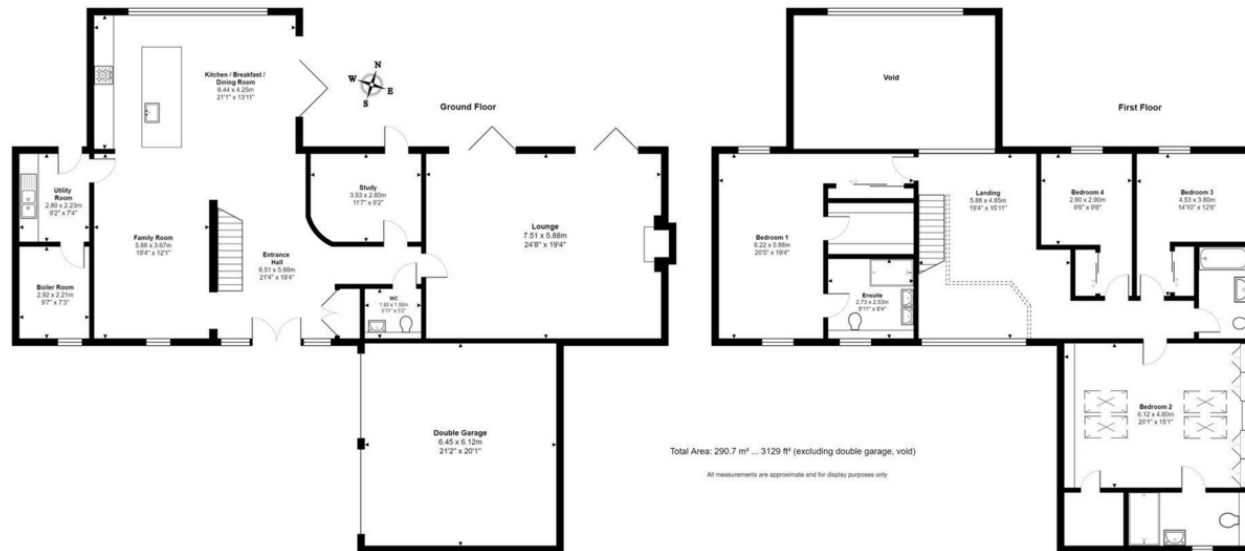 Kitchen / Breakfast /
Dining Room
6.44 x 4.25m
21'1" x 13'11"
N
W
E
S
Ground Floor
Study
3.53 x 2.80m
11'7" x 9'2"
Utility
Room
2.80 x 2.23m
9'2" x 7'4"
Lounge
7.51 x 5.88m
24'8" x 19'4"
Family Room
5.88 x 3.67m
19'4" x 12'1"
Entrance
Hall
6.51 x 5.88m
21'4" x 19'4"
Boiler Room
2.92 x 2.21m
9'7" x 7'3"
WC
5'11" x 5'2"
Double Garage
6.45 x 6.12m
21'2" x 20'1"
Void
First Floor
Landing
5.88 x 4.85m
19'4" x 15'11"
Bedroom 4
2.90 x 2.90m
9'6" x 9'6"
Bedroom 3
4.53 x 3.80m
14'10" x 12'6"
Bedroom 1
6.22 x 5.88m
20'5" x 19'4"
Ensuite
8'11" x 8'4"
Bedroom 2
6.12 x 4.60m
20'1" x 15'1"
Total Area: 290.7 m² ... 3129 ft² (excluding double garage, void)
All measurements are approximate and for display purposes only